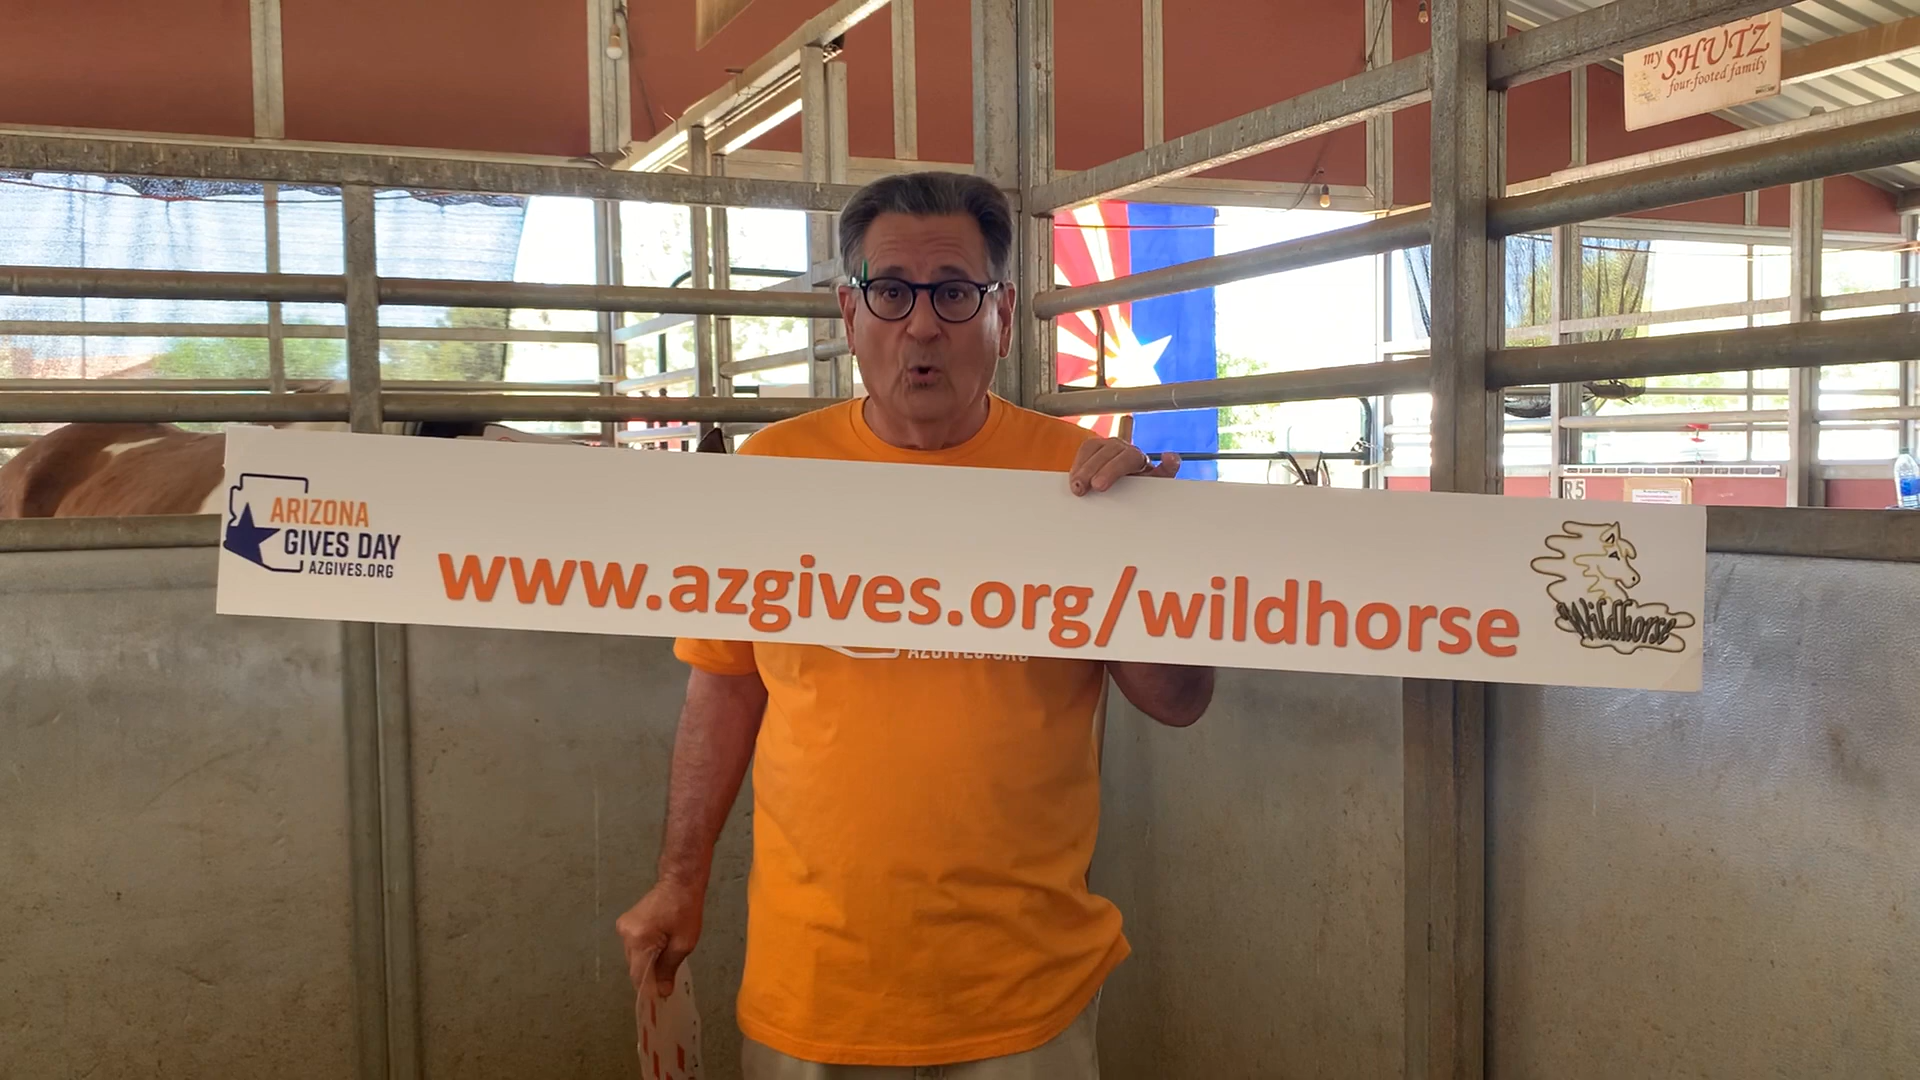 my SHUTZ
four-footed family
ARIZONA
GIVES DAY
AZGIVES.ORG
www.azgives.org/wildhorse
Wildhorse
AZGIVES.ORG
R5